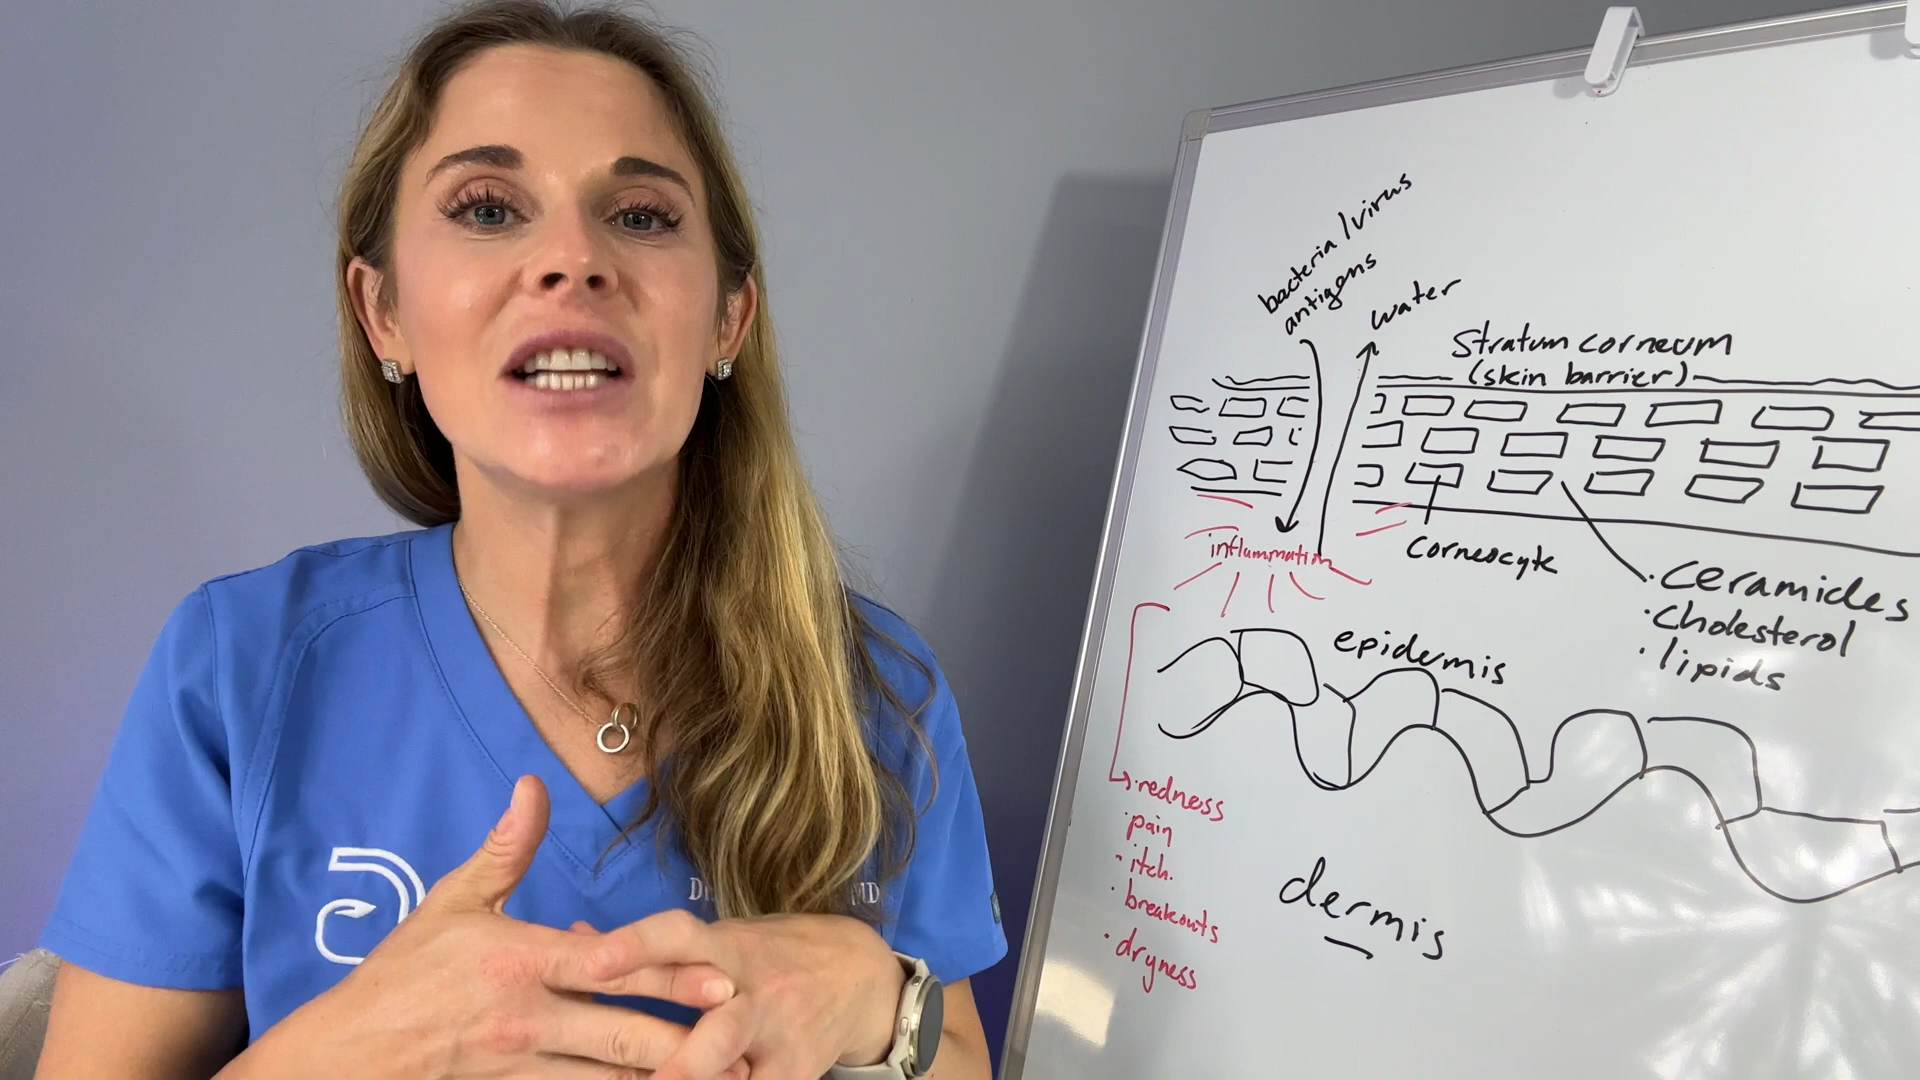 bacteria/virus
antigens
water
Stratum corneum
(skin barrier)
inflammation
corneocyte
· ceramides
· cholesterol
· lipids
epidermis
· redness
· pain
· itch.
· breakouts
· dryness
dermis